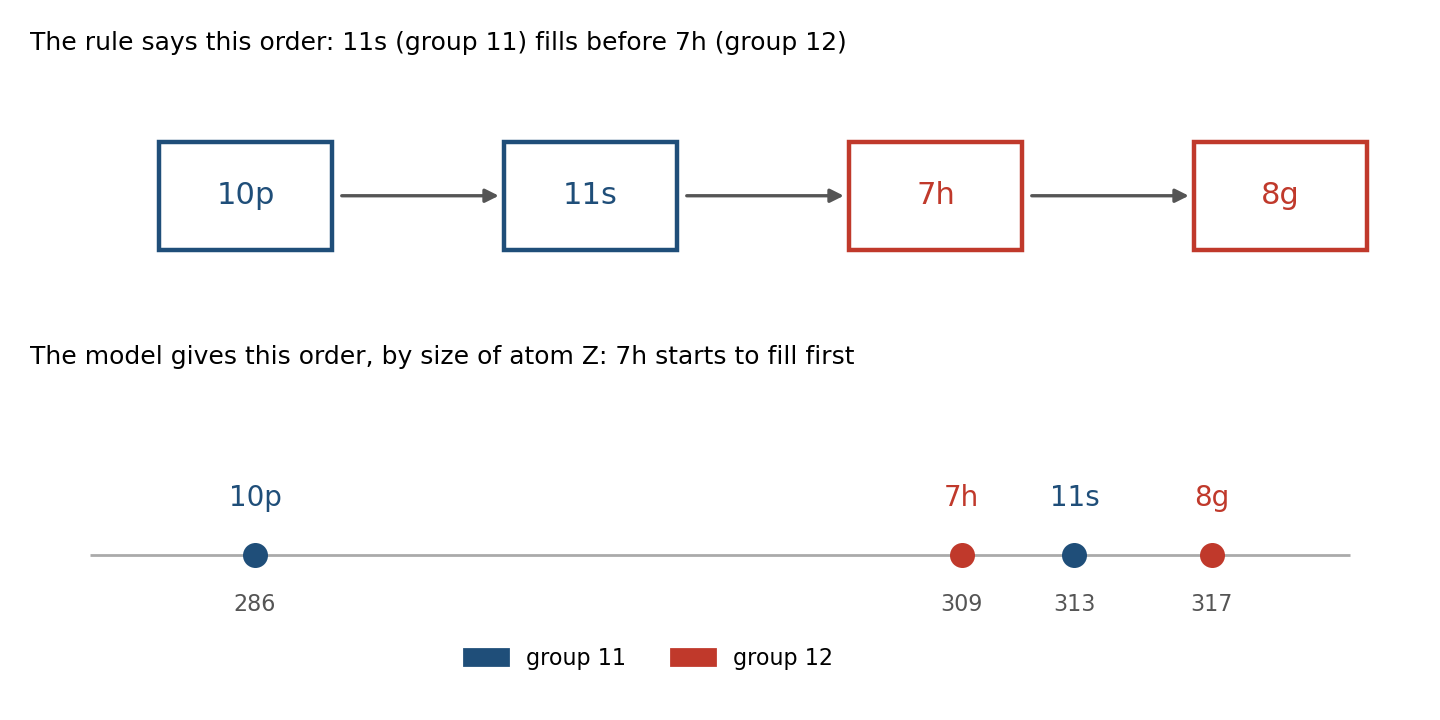 The rule says this order: 11s (group 11) fills before 7h (group 12)
10p 11s 7h 8g
The model gives this order, by size of atom Z: 7h starts to fill first
10p 7h 11s 8g
286 309 313 317
group 11 group 12